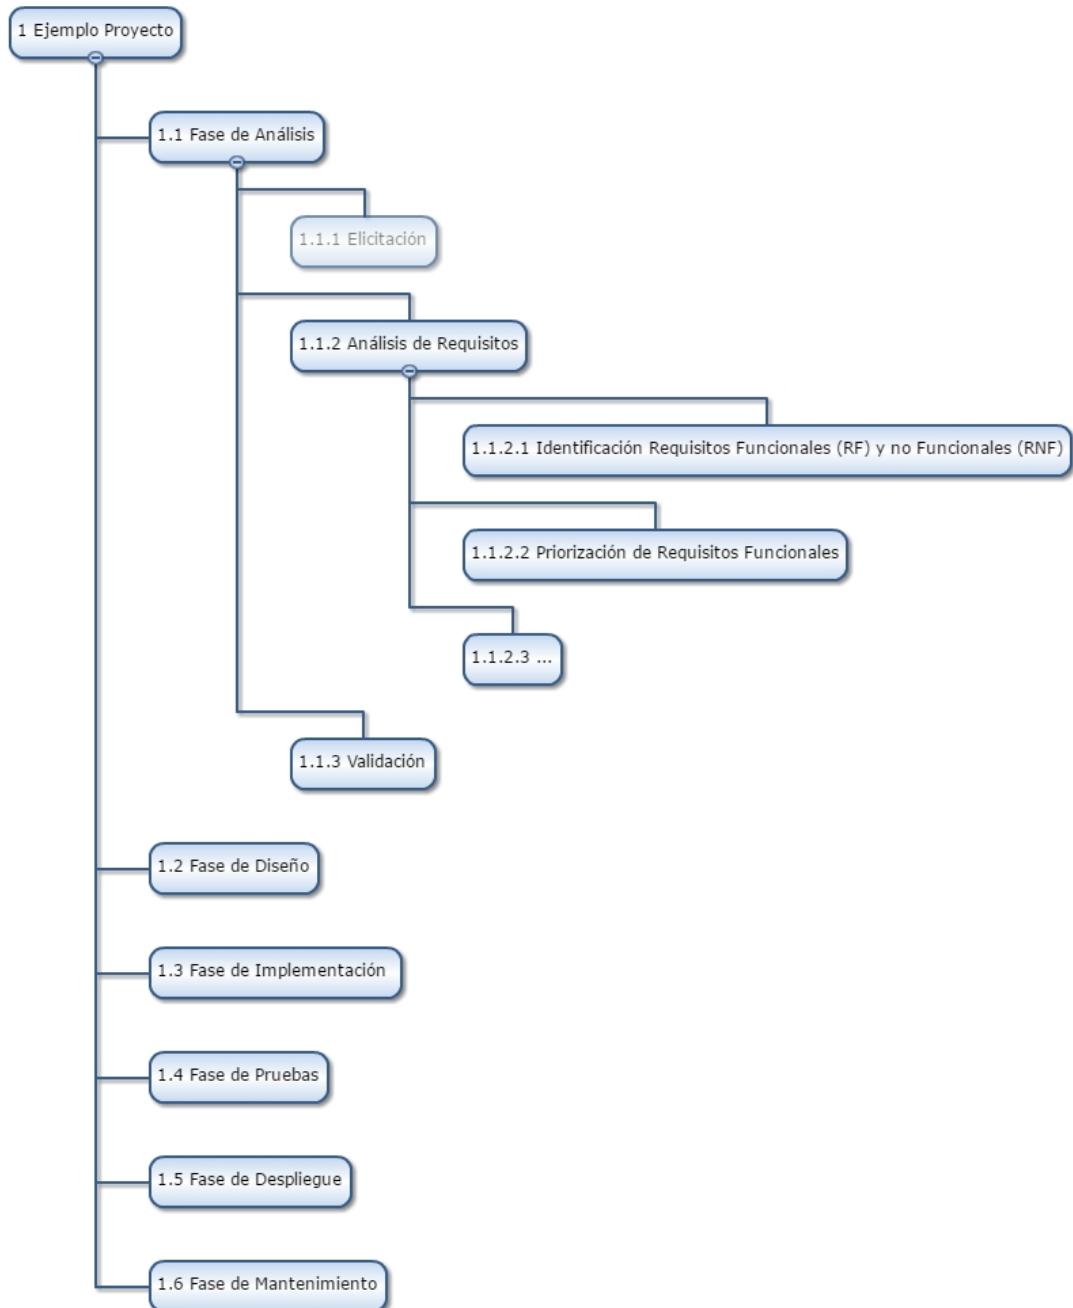 1 Ejemplo Proyecto
1.1 Fase de Análisis
1.1.1 Elicitación
1.1.2 Análisis de Requisitos
1.1.2.1 Identificación Requisitos Funcionales (RF) y no Funcionales (RNF)
1.1.2.2 Priorización de Requisitos Funcionales
1.1.2.3 ...
1.1.3 Validación
1.2 Fase de Diseño
1.3 Fase de Implementación
1.4 Fase de Pruebas
1.5 Fase de Despliegue
1.6 Fase de Mantenimiento